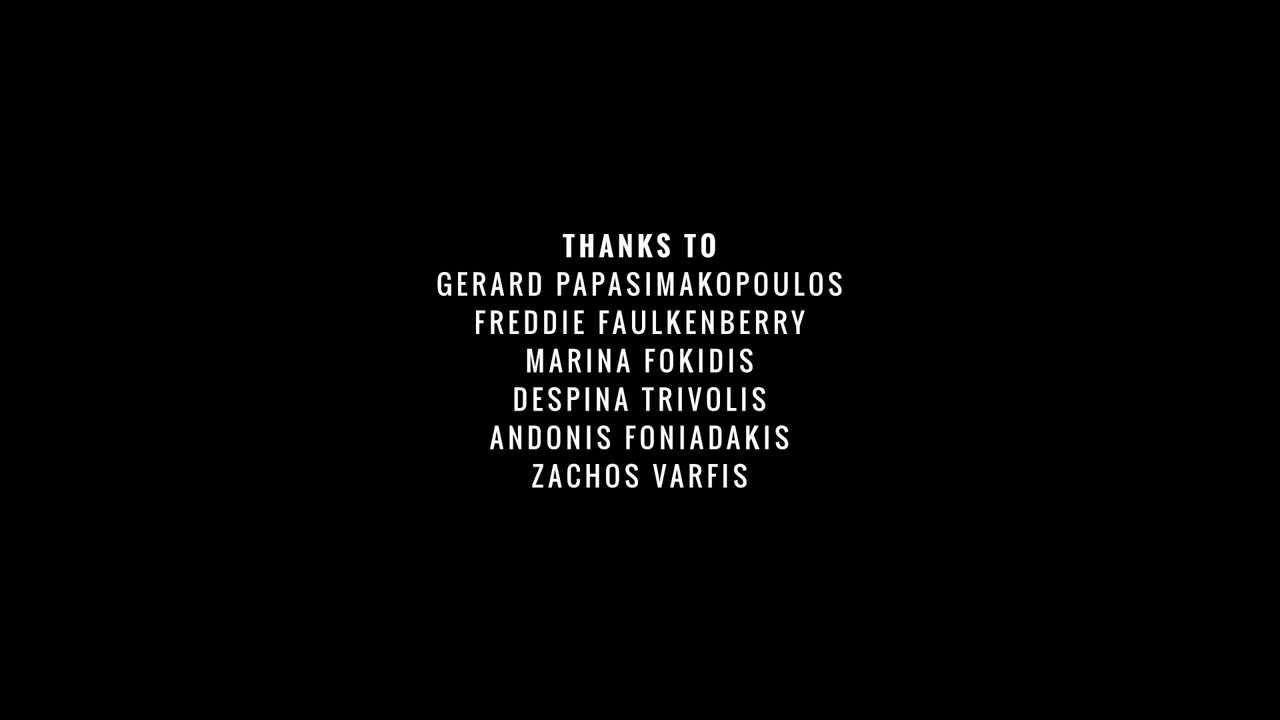 THANKS TO
GERARD PAPASIMAKOPOULOS
FREDDIE FAULKENBERRY
MARINA FOKIDIS
DESPINA TRIVOLIS
ANDONIS FONIADAKIS
ZACHOS VARFIS